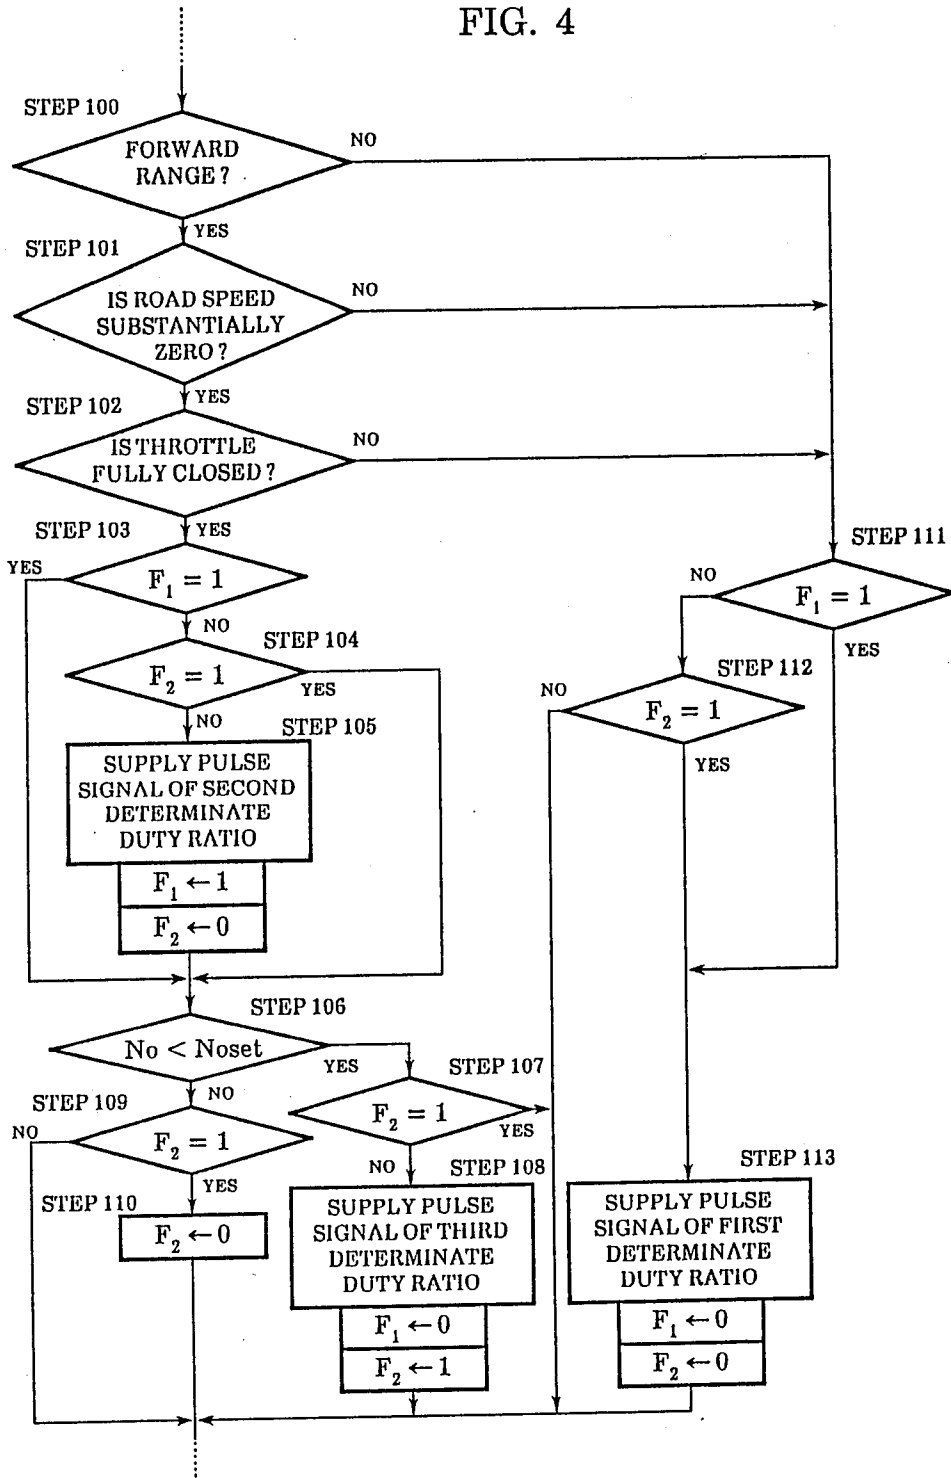 FIG. 4
STEP 100
FORWARD
RANGE?
NO
YES
STEP 101
IS ROAD SPEED
SUBSTANTIALLY
ZERO?
NO
YES
STEP 102
IS THROTTLE
FULLY CLOSED?
NO
YES
STEP 103
YES
F₁ = 1
NO
STEP 104
F₂ = 1
YES
NO
STEP 105
SUPPLY PULSE
SIGNAL OF SECOND
DETERMINATE
DUTY RATIO
F₁ ← 1
F₂ ← 0
STEP 106
No < Noset
YES
NO
STEP 107
F₂ = 1
YES
NO
STEP 108
SUPPLY PULSE
SIGNAL OF THIRD
DETERMINATE
DUTY RATIO
F₁ ← 0
F₂ ← 1
STEP 109
NO
F₂ = 1
YES
STEP 110
F₂ ← 0
STEP 111
NO
F₁ = 1
YES
STEP 112
NO
F₂ = 1
YES
STEP 113
SUPPLY PULSE
SIGNAL OF FIRST
DETERMINATE
DUTY RATIO
F₁ ← 0
F₂ ← 0